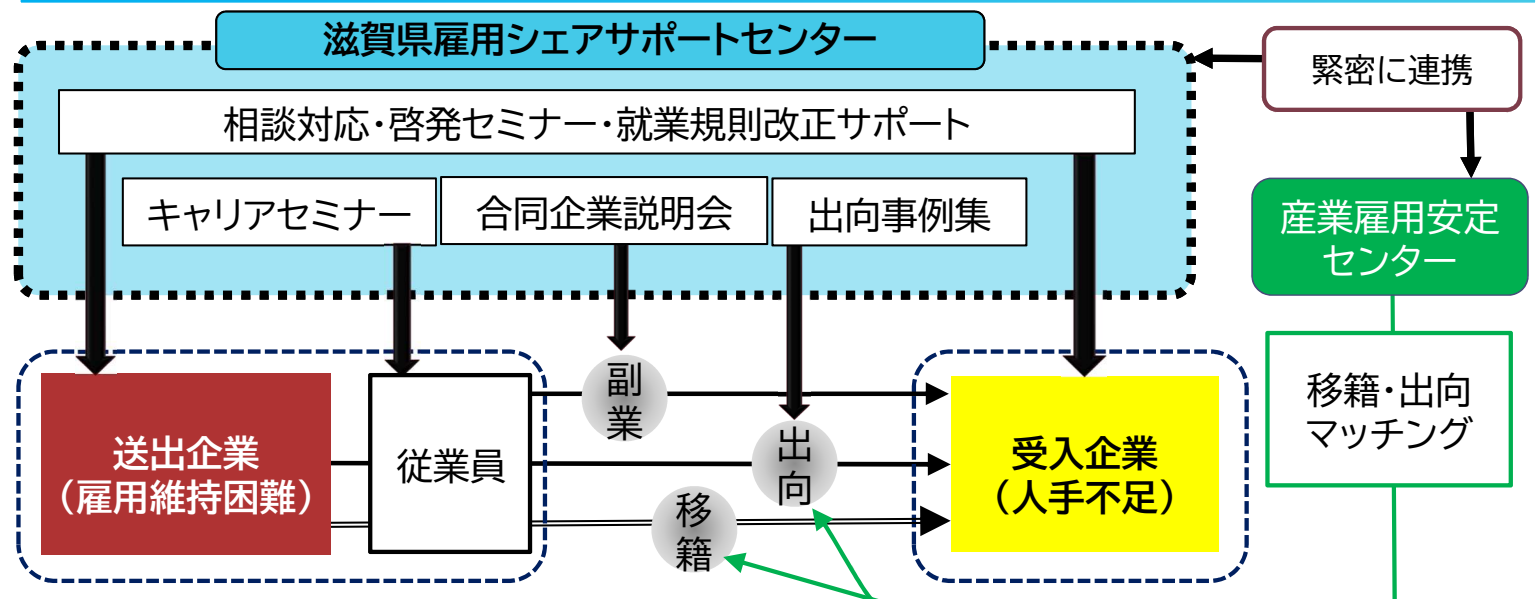 滋賀県雇用シェアサポートセンター
緊密に連携
相談対応・啓発セミナー・就業規則改正サポート
キャリアセミナー
合同企業説明会
出向事例集
産業雇用安定
センター
送出企業
（雇用維持困難）
従業員
副
業
出
向
移
籍
受入企業
（人手不足）
移籍・出向
マッチング